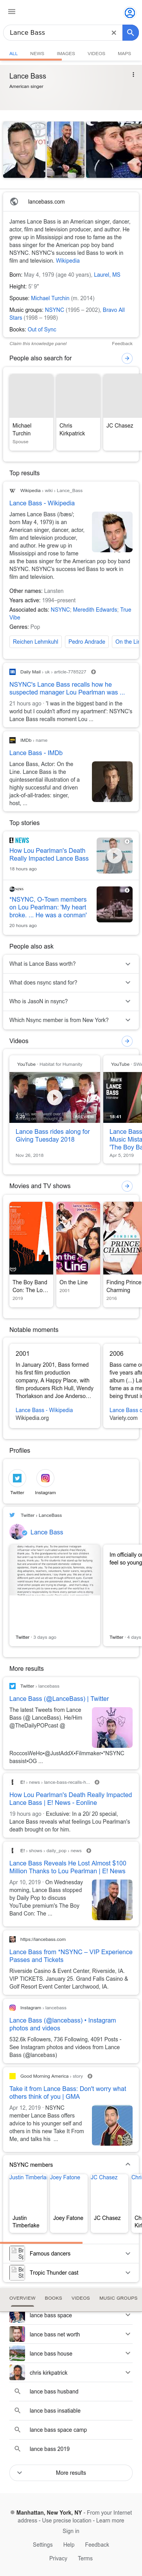 Lance Bass
ALL NEWS IMAGES VIDEOS MAPS
Lance Bass
American singer
lancebass.com
James Lance Bass is an American singer, dancer,
actor, film and television producer, and author. He
grew up in Mississippi and rose to fame as the
bass singer for the American pop boy band
NSYNC. NSYNC's success led Bass to work in
film and television. Wikipedia
Born: May 4, 1979 (age 40 years), Laurel, MS
Height: 5′ 9″
Spouse: Michael Turchin (m. 2014)
Music groups: NSYNC (1995 – 2002), Bravo All
Stars (1998 – 1998)
Books: Out of Sync
Claim this knowledge panel Feedback
People also search for
Michael
Turchin
Spouse
Chris
Kirkpatrick
JC Chasez
Top results
Wikipedia › wiki › Lance_Bass
Lance Bass - Wikipedia
James Lance Bass (/bæs/;
born May 4, 1979) is an
American singer, dancer, actor,
film and television producer,
and author. He grew up in
Mississippi and rose to fame as
the bass singer for the American pop boy band
NSYNC. NSYNC's success led Bass to work in film
and television.
Other names: Lansten
Years active: 1994–present
Associated acts: NSYNC; Meredith Edwards; True
Vibe
Genres: Pop
Reichen Lehmkuhl
Pedro Andrade
On the Li
Daily Mail › uk › article-7765227
NSYNC's Lance Bass recalls how he
suspected manager Lou Pearlman was ...
21 hours ago · 'I was in the biggest band in the
world but I couldnt afford my apartment'. NSYNC's
Lance Bass recalls moment Lou ...
IMDb › name
Lance Bass - IMDb
Lance Bass, Actor: On the
Line. Lance Bass is the
quintessential definition of a
highly successful and modern
jack-of-all-trades: singer,
host, ...
Top stories
E! NEWS
How Lou Pearlman's Death
Really Impacted Lance Bass
18 hours ago
*NSYNC, O-Town members
on Lou Pearlman: 'My heart
broke. ... He was a conman'
20 hours ago
People also ask
What is Lance Bass worth?
What does nsync stand for?
Who is JasoN in nsync?
Which Nsync member is from New York?
Videos
YouTube · Habitat for Humanity
2:20
Lance Bass rides along for
Giving Tuesday 2018
Nov 26, 2018
YouTube
16:41
Lance Bass
Music Mista
'The Boy Ba
Apr 5, 2019
Movies and TV shows
The Boy Band
Con: The Lo...
2019
On the Line
2001
Finding Prince
Charming
2016
Notable moments
2001
In January 2001, Bass formed
his first film production
company, A Happy Place, with
film producers Rich Hull, Wendy
Thorlakson and Joe Anderso...
Lance Bass - Wikipedia
Wikipedia.org
2006
Bass came
five years aft
album (...) La
as a me
being thrust
Lance Bass o
Variety.com
Profiles
Twitter
Instagram
Twitter › LanceBass
Lance Bass
Twitter · 3 days ago
Im officially o
feel so young
Twitter · 4 days
More results
Twitter › lancebass
Lance Bass (@LanceBass) | Twitter
The latest Tweets from Lance
Bass (@ LanceBass). He/Him
@TheDailyPOPcast @
RoccosWeHo•@JustAddX•Filmmaker•*NSYNC
bassist•OG ...
E! › news › lance-bass-recalls-h...
How Lou Pearlman's Death Really Impacted
Lance Bass | E! News - Eonline
19 hours ago · Exclusive: In a 20/ 20 special,
Lance Bass reveals what feelings Lou Pearlman's
death brought on for him.
E! › shows › daily_pop › news
Lance Bass Reveals He Lost Almost $100
Million Thanks to Lou Pearlman | E! News
Apr 10, 2019 · On Wednesday
morning, Lance Bass stopped
by Daily Pop to discuss
YouTube premium's The Boy
Band Con: The ...
https://lancebass.com
Lance Bass from *NSYNC – VIP Experience
Passes and Tickets
Riverside Casino & Event Center, Riverside, IA.
VIP TICKETS. January 25. Grand Falls Casino &
Golf Resort Event Center Larchwood, IA.
Instagram › lancebass
Lance Bass (@lancebass) • Instagram
photos and videos
532.6k Followers, 736 Following, 4091 Posts -
See Instagram photos and videos from Lance
Bass (@lancebass)
Good Morning America › story
Take it from Lance Bass: Don't worry what
others think of you | GMA
Apr 12, 2019 · NSYNC
member Lance Bass offers
advice to his younger self and
others in this new Take It From
Me, and talks his ...
NSYNC members
Justin Timberla
Justin
Timberlake
Joey Fatone
Joey Fatone
JC Chasez
JC Chasez
Famous dancers
Tropic Thunder cast
OVERVIEW BOOKS VIDEOS MUSIC GROUPS
lance bass space
lance bass net worth
lance bass house
chris kirkpatrick
lance bass husband
lance bass insatiable
lance bass space camp
lance bass 2019
More results
Manhattan, New York, NY - From your Internet
address - Use precise location - Learn more
Sign in
Settings Help Feedback
Privacy Terms